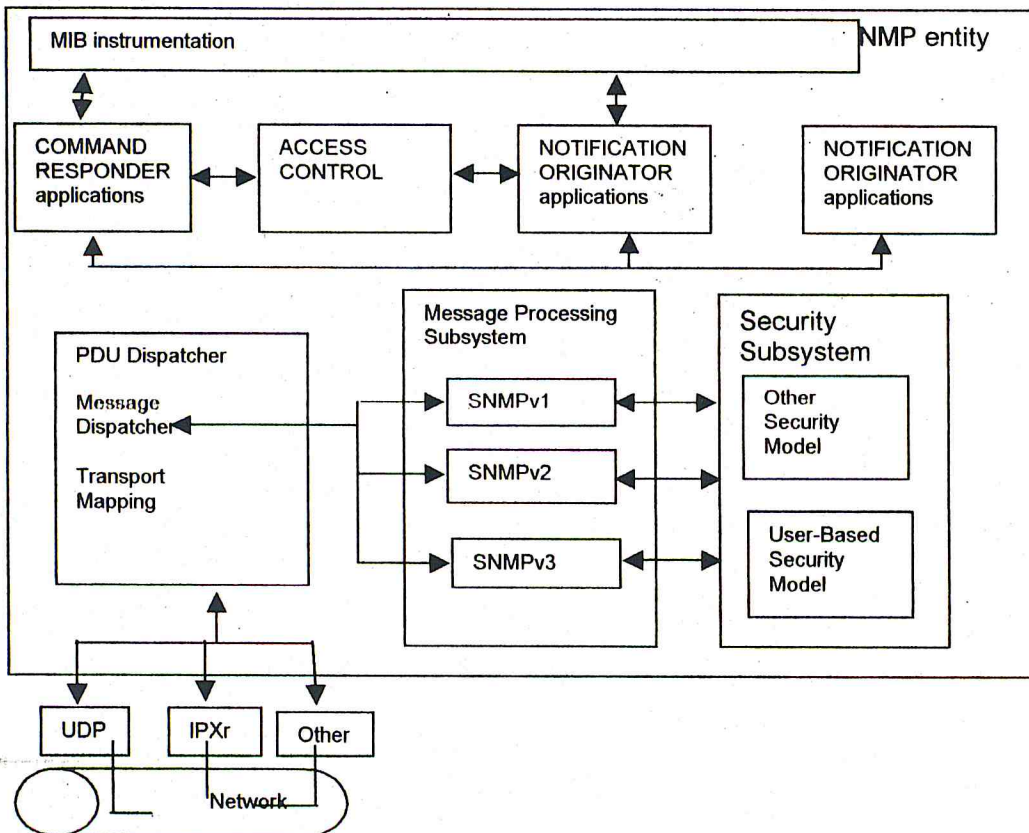 MIB instrumentation
NMP entity
COMMAND
RESPONDER
applications
ACCESS
CONTROL
NOTIFICATION
ORIGINATOR
applications
NOTIFICATION
ORIGINATOR
applications
PDU Dispatcher
Message
Dispatcher
Transport
Mapping
Message Processing
Subsystem
SNMPv1
SNMPv2
SNMPv3
Security
Subsystem
Other
Security
Model
User-Based
Security
Model
UDP
IPXr
Other
Network